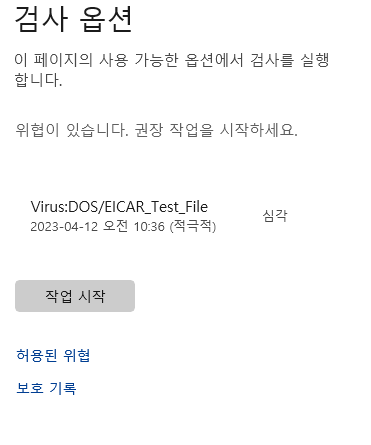 검사 옵션
이 페이지의 사용 가능한 옵션에서 검사를 실행
합니다.
위협이 있습니다. 권장 작업을 시작하세요.
Virus:DOS/EICAR_Test_File
심각
2023-04-12 오전 10:36 (적극적)
작업 시작
허용된 위협
보호 기록